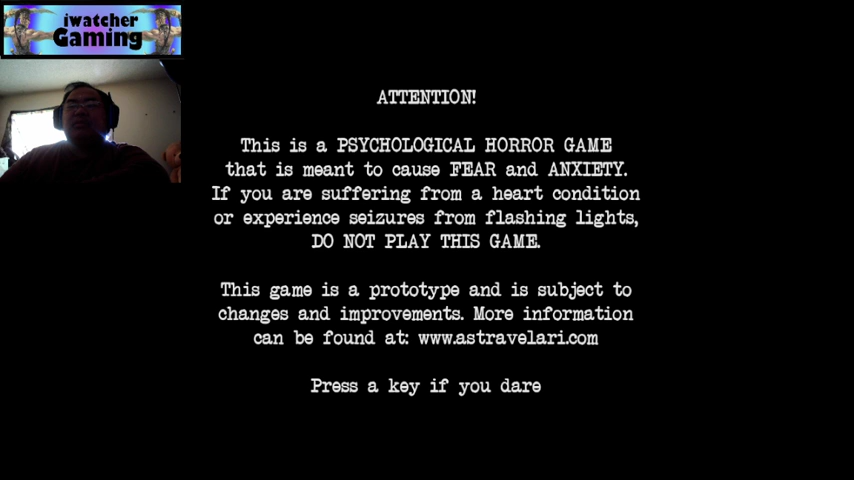 iwatcher
Gaming
ATTENTION!
This is a PSYCHOLOGICAL HORROR GAME
that is meant to cause FEAR and ANXIETY.
If you are suffering from a heart condition
or experience seizures from flashing lights,
DO NOT PLAY THIS GAME.
This game is a prototype and is subject to
changes and improvements. More information
can be found at: www.astravelari.com
Press a key if you dare